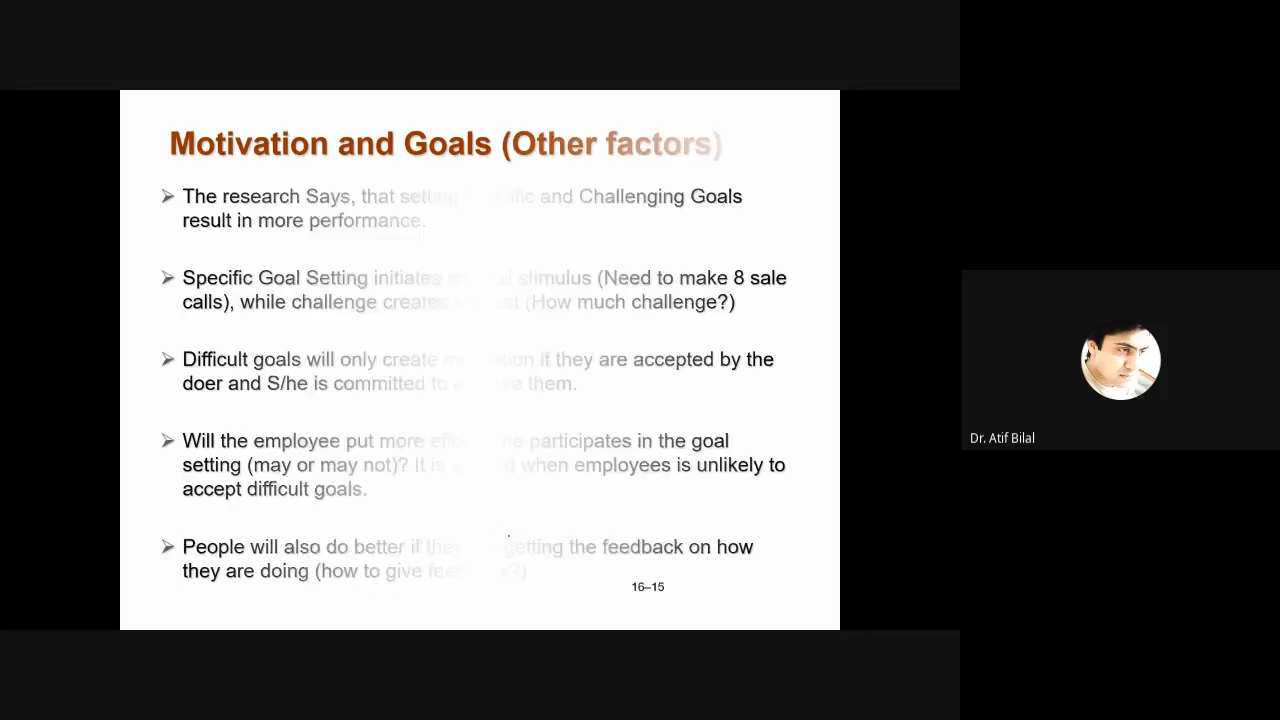 Motivation and Goals (Other factors)
➢ The research Says, that setting and Challenging Goals
result in more performance.
➢ Specific Goal Setting initiates stimulus (Need to make 8 sale
calls), while challenge creates (How much challenge?)
➢ Difficult goals will only create if they are accepted by the
doer and S/he is committed to them.
➢ Will the employee put more participates in the goal
setting (may or may not)? It is when employees is unlikely to
accept difficult goals.
➢ People will also do better if getting the feedback on how
they are doing (how to give
16–15
Dr. Atif Bilal